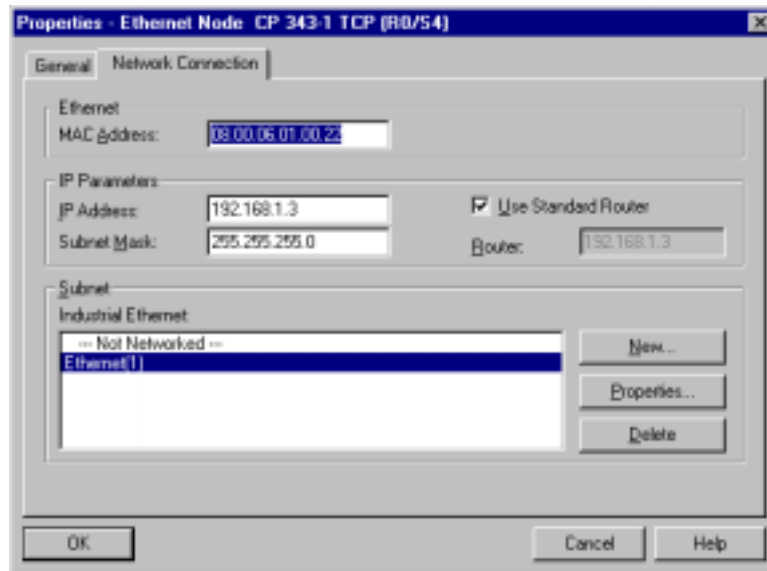 Properties - Ethernet Node CP 343-1 TCP (R0/S4)
General Network Connection
Ethernet
MAC Address: 08.00.06.01.00.22
IP Parameters
IP Address: 192.168.1.3
Use Standard Router
Subnet Mask: 255.255.255.0
Router: 192.168.1.3
Subnet
Industrial Ethernet:
--- Not Networked ---
Ethernet(1)
New...
Properties...
Delete
OK Cancel Help